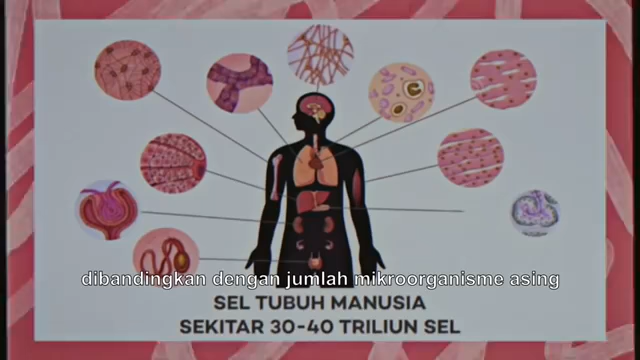 dibandingkan dengan jumlah mikroorganisme asing
SEL TUBUH MANUSIA
SEKITAR 30-40 TRILIUN SEL